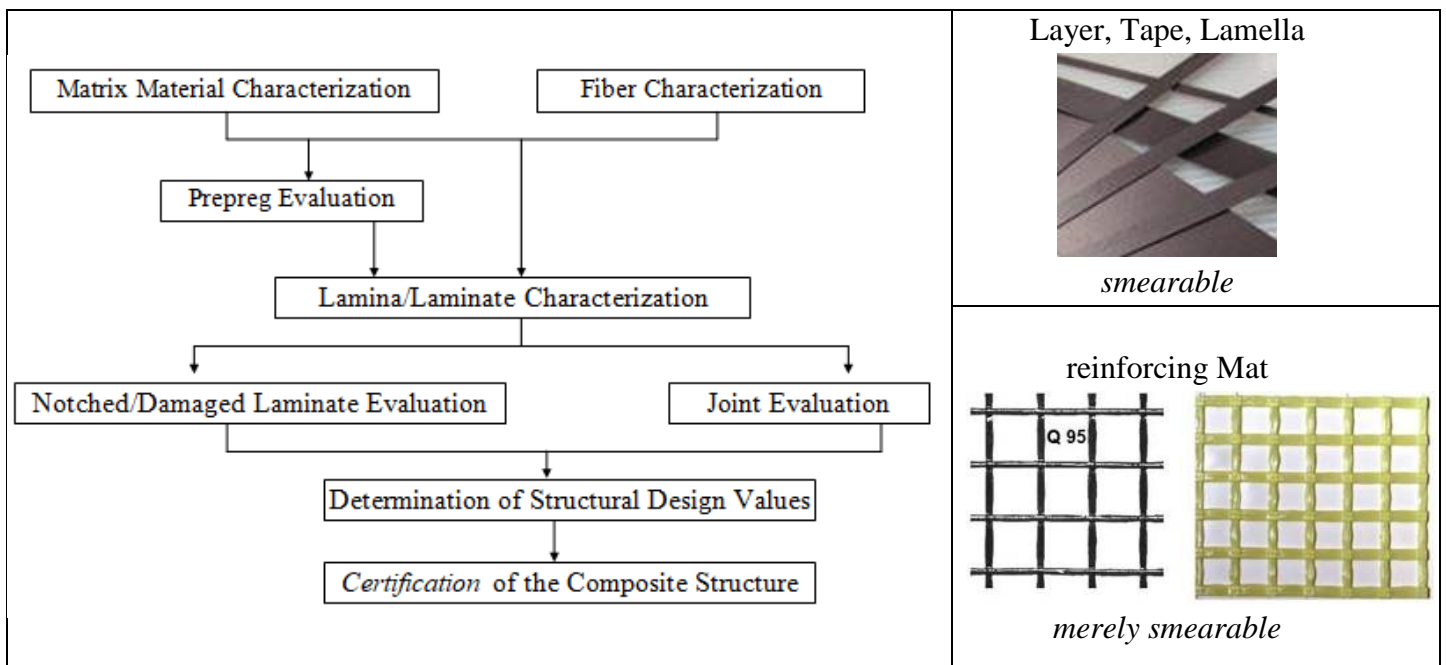 Matrix Material Characterization
Fiber Characterization
Prepreg Evaluation
Lamina/Laminate Characterization
Notched/Damaged Laminate Evaluation
Joint Evaluation
Determination of Structural Design Values
Certification of the Composite Structure
Layer, Tape, Lamella
smearable
reinforcing Mat
Q 95
merely smearable